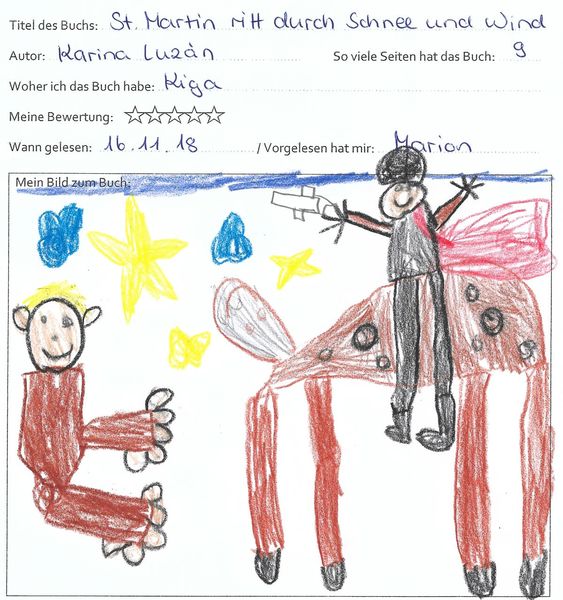 Titel des Buchs: St. Martin ritt durch Schnee und Wind
Autor: Karina Luzán So viele Seiten hat das Buch: 9
Woher ich das Buch habe: Kiga
Meine Bewertung: ☆☆☆☆☆
Wann gelesen: 16.11.18 / Vorgelesen hat mir: Marion
Mein Bild zum Buch: